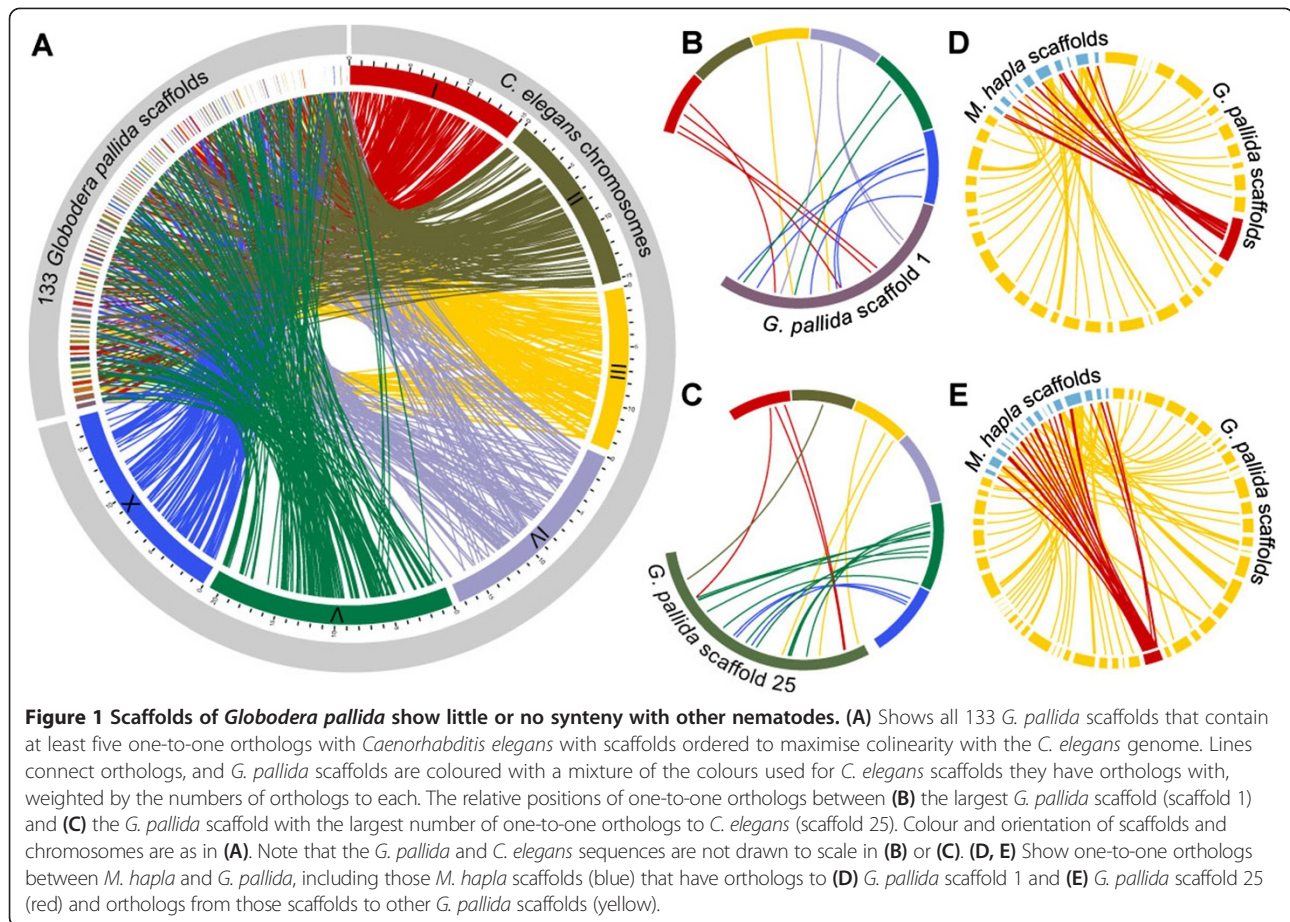 A
133 Globodera pallida scaffolds
C. elegans chromosomes
I
II
III
IV
V
X
B
G. pallida scaffold 1
C
G. pallida scaffold 25
D
M. hapla scaffolds
G. pallida scaffolds
E
M. hapla scaffolds
G. pallida scaffolds
Figure 1 Scaffolds of Globodera pallida show little or no synteny with other nematodes. (A) Shows all 133 G. pallida scaffolds that contain
at least five one-to-one orthologs with Caenorhabditis elegans with scaffolds ordered to maximise colinearity with the C. elegans genome. Lines
connect orthologs, and G. pallida scaffolds are coloured with a mixture of the colours used for C. elegans scaffolds they have orthologs with,
weighted by the numbers of orthologs to each. The relative positions of one-to-one orthologs between (B) the largest G. pallida scaffold (scaffold 1)
and (C) the G. pallida scaffold with the largest number of one-to-one orthologs to C. elegans (scaffold 25). Colour and orientation of scaffolds and
chromosomes are as in (A). Note that the G. pallida and C. elegans sequences are not drawn to scale in (B) or (C). (D, E) Show one-to-one orthologs
between M. hapla and G. pallida, including those M. hapla scaffolds (blue) that have orthologs to (D) G. pallida scaffold 1 and (E) G. pallida scaffold 25
(red) and orthologs from those scaffolds to other G. pallida scaffolds (yellow).